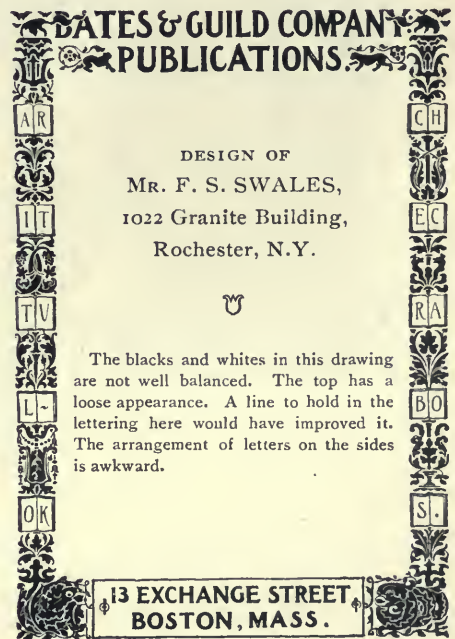 BATES & GUILD COMPANY
PUBLICATIONS.
AR CH
IT EC
TV RA
L~ BO
OK S.
DESIGN OF
MR. F. S. SWALES,
1022 Granite Building,
Rochester, N.Y.
The blacks and whites in this drawing
are not well balanced. The top has a
loose appearance. A line to hold in the
lettering here would have improved it.
The arrangement of letters on the sides
is awkward.
13 EXCHANGE STREET,
BOSTON, MASS.